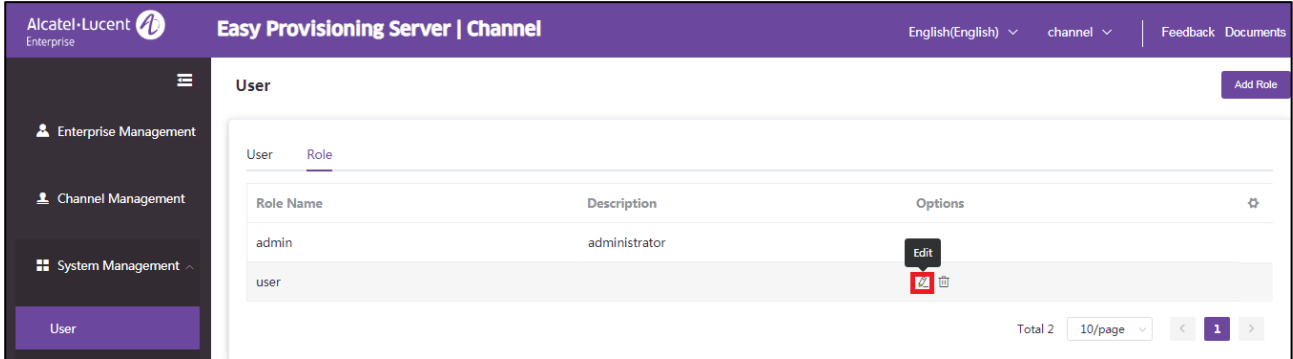 Alcatel·Lucent
Enterprise
Easy Provisioning Server | Channel
English(English)
channel
Feedback Documents
User
Add Role
Enterprise Management
Channel Management
System Management
User
User Role
Role Name Description Options
admin administrator
Edit
user
Total 2 10/page 1